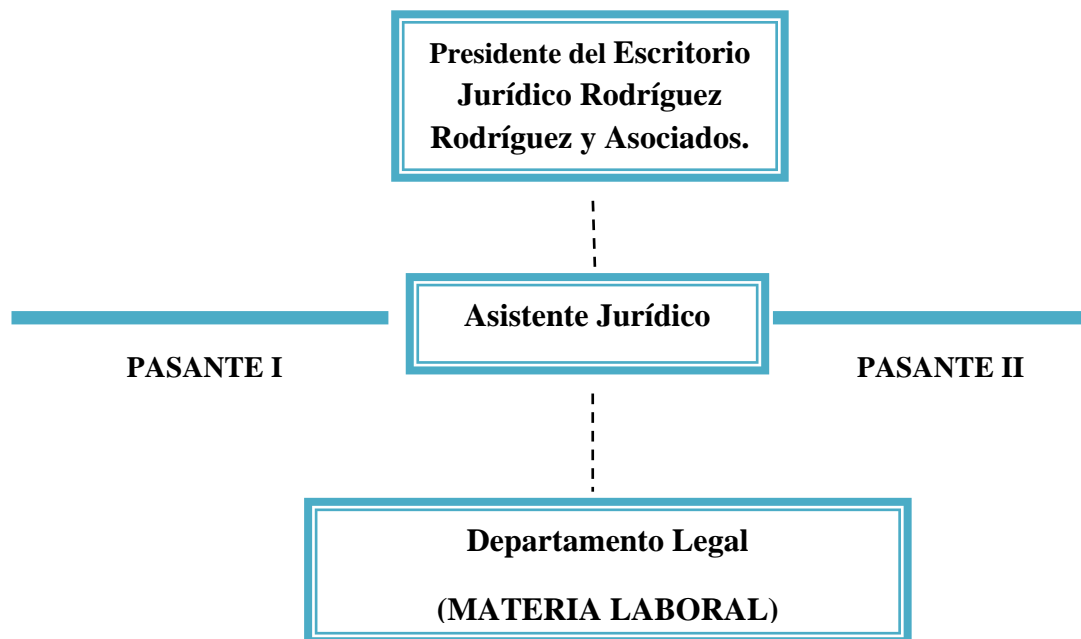 Presidente del Escritorio
Jurídico Rodríguez
Rodríguez y Asociados.
Asistente Jurídico
PASANTE I
PASANTE II
Departamento Legal
(MATERIA LABORAL)